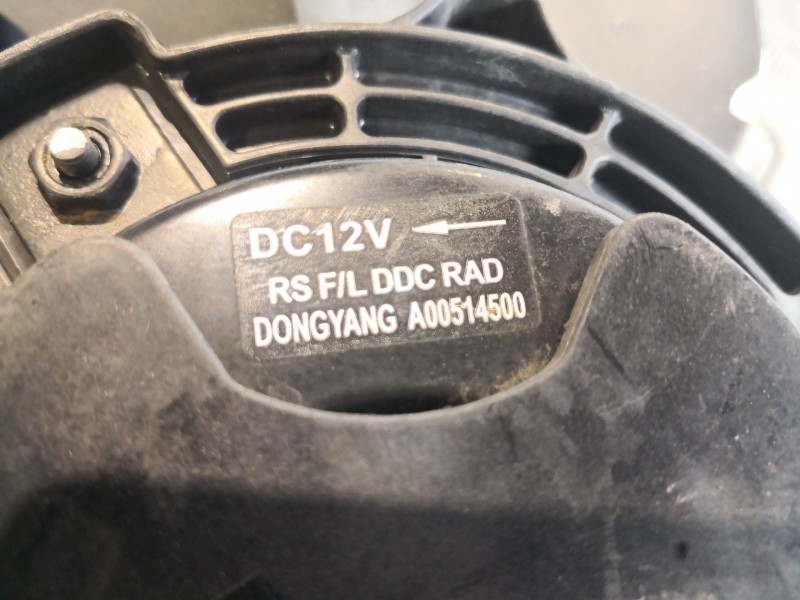 DC12V ←
RS F/L DDC RAD
DONGYANG A00514500